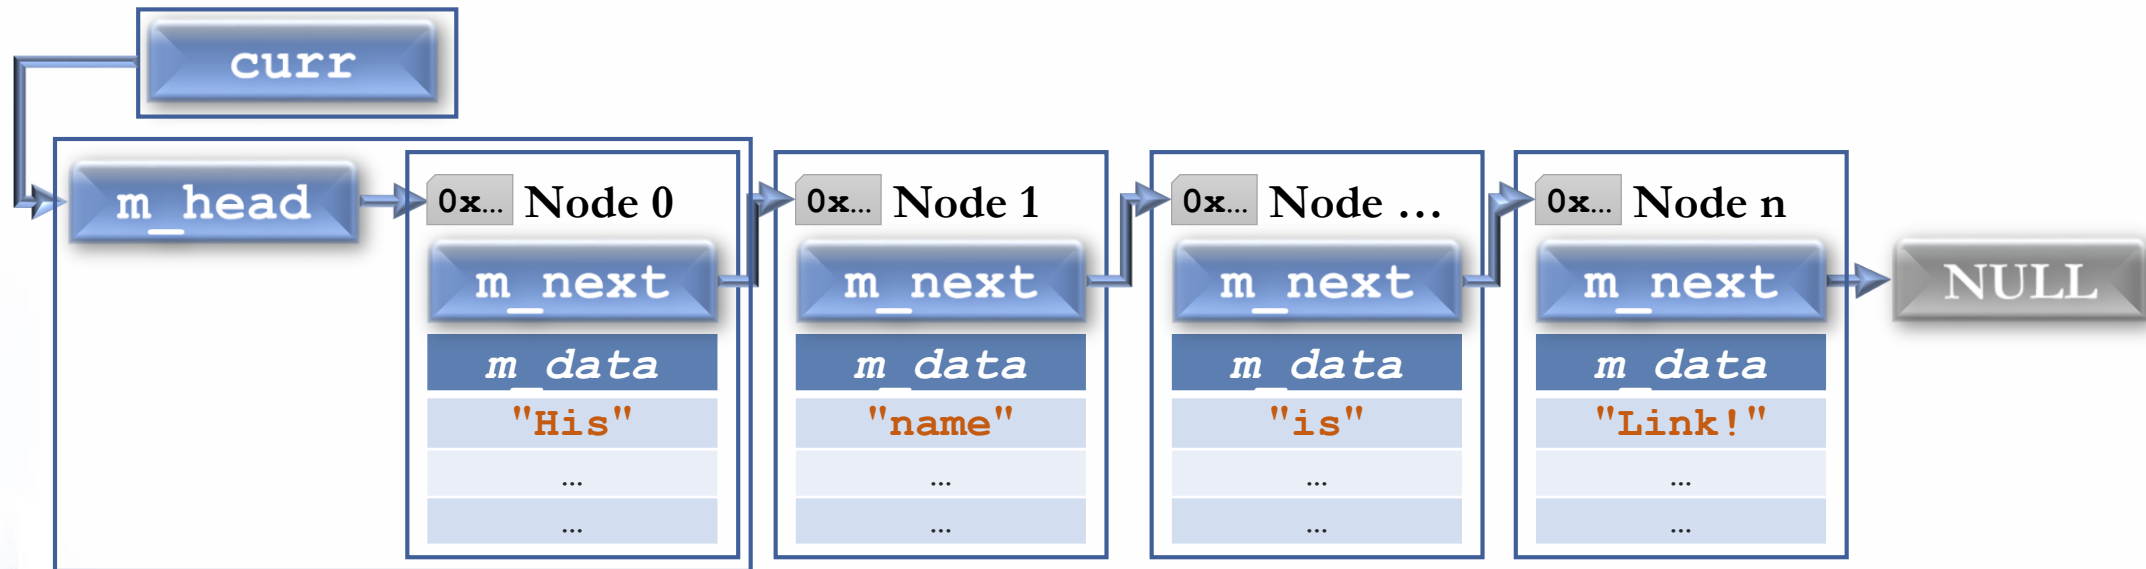 curr
m_head
0x... Node 0
m_next
m_data
"His"
...
...
0x... Node 1
m_next
m_data
"name"
...
...
0x... Node ...
m_next
m_data
"is"
...
...
0x... Node n
m_next
m_data
"Link!"
...
...
NULL